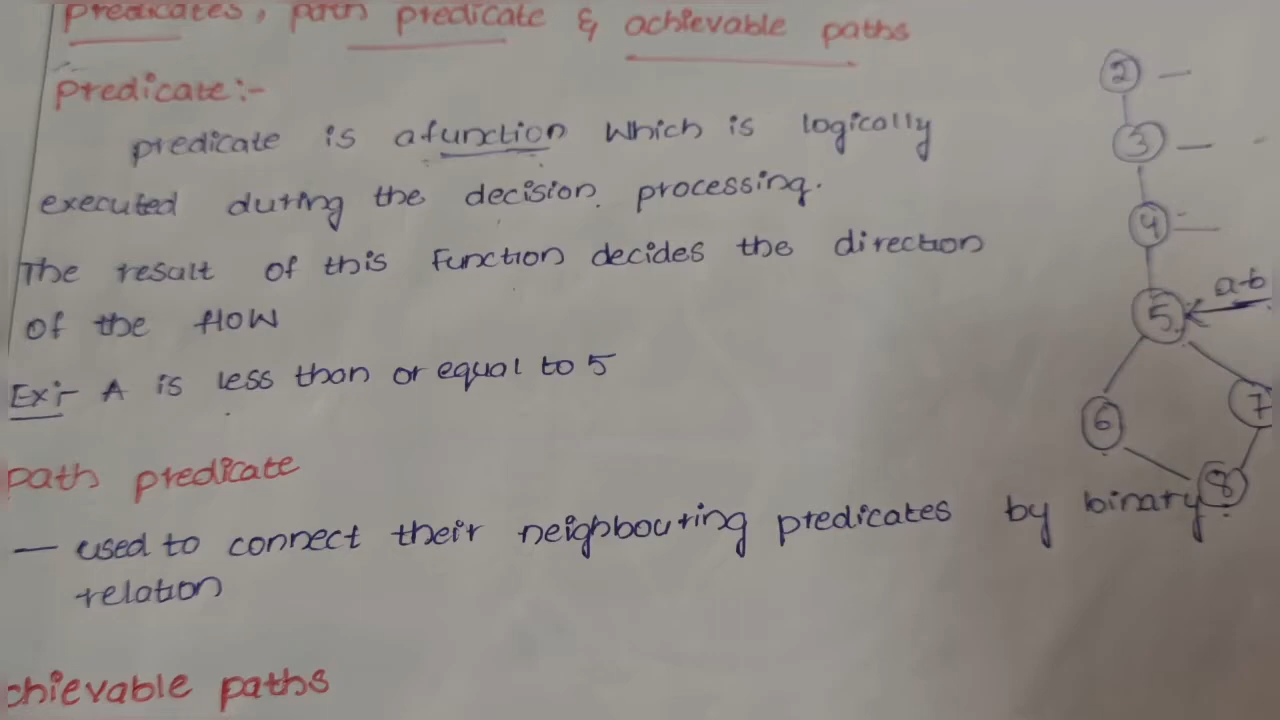 predicates, path predicate & achievable paths
predicate:-
predicate is a function which is logically
executed during the decision processing.
The result of this function decides the direction
of the flow
Ex:- A is less than or equal to 5
path predicate
— used to connect their neighbouring predicates by binary
relation
chievable paths
2
3
4
5
a-b
6
7
8